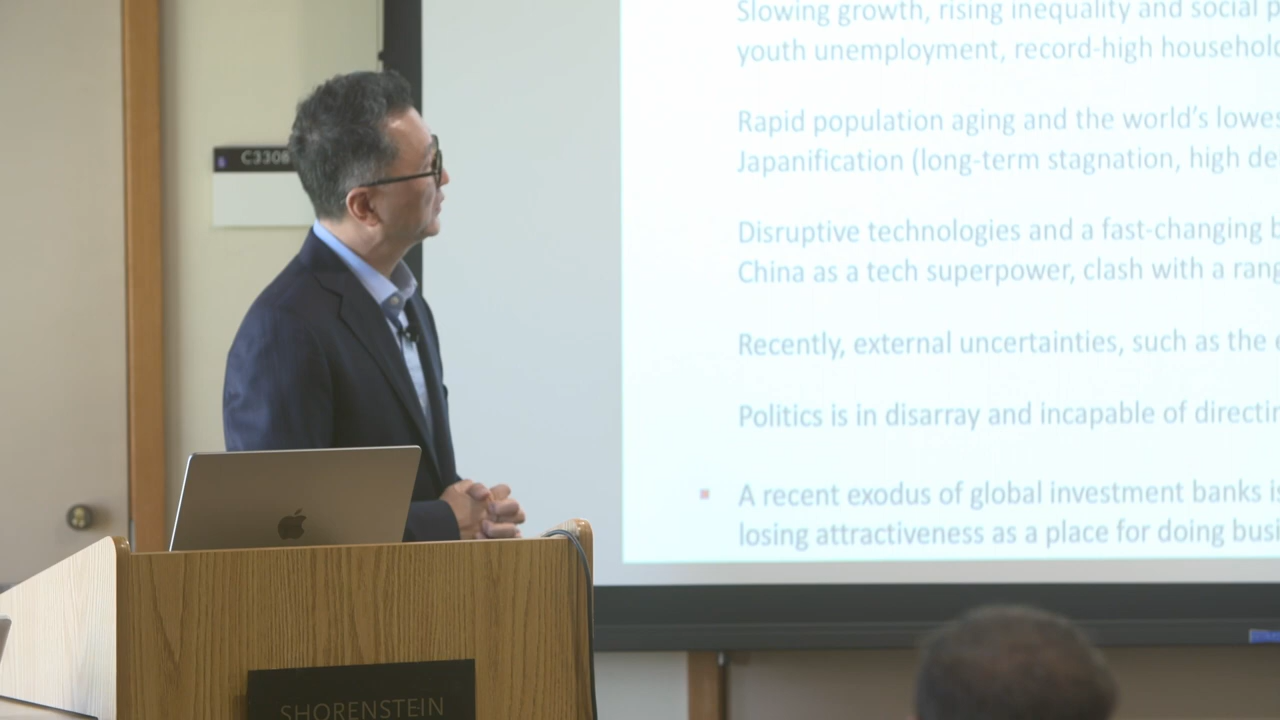 C3308
Slowing growth, rising inequality and social
youth unemployment, record-high household
Rapid population aging and the world's lowes
Japanification (long-term stagnation, high de
Disruptive technologies and a fast-changing b
China as a tech superpower, clash with a rang
Recently, external uncertainties, such as the
Politics is in disarray and incapable of directin
A recent exodus of global investment banks is
losing attractiveness as a place for doing busi
SHORENSTEIN